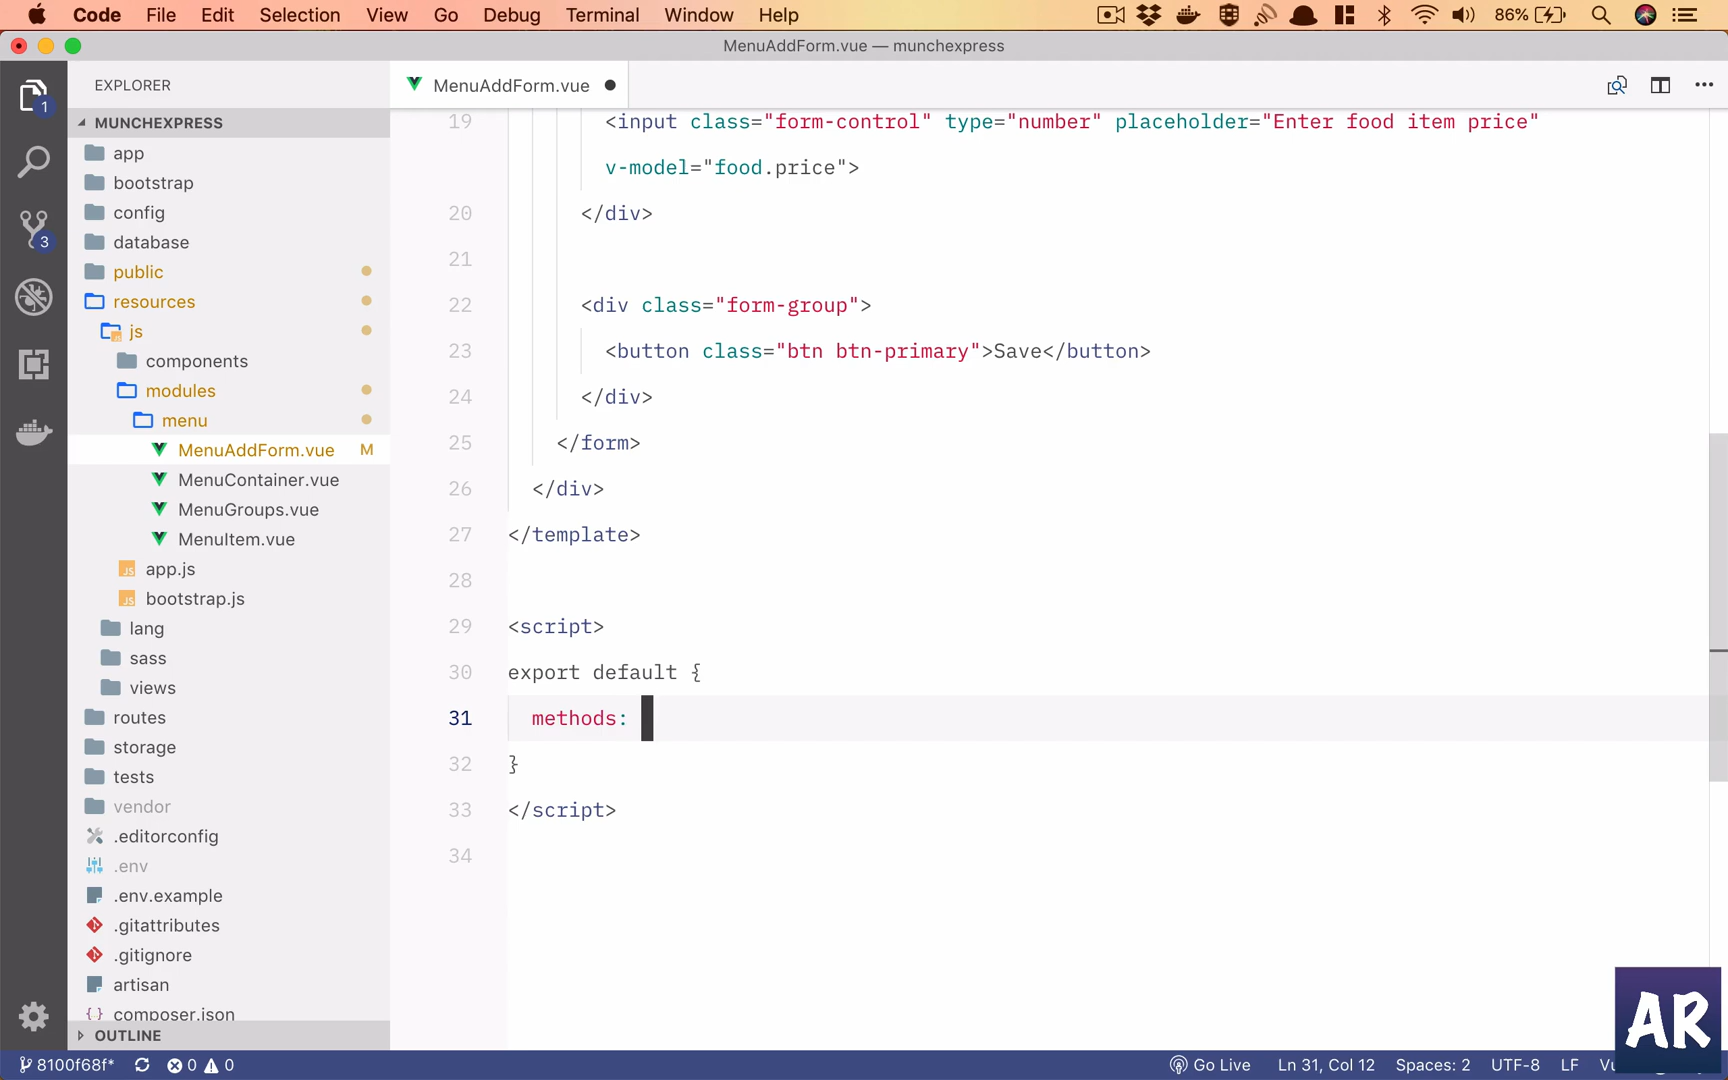 Code File Edit Selection View Go Debug Terminal Window Help 86%
MenuAddForm.vue — munchexpress
EXPLORER
MenuAddForm.vue
MUNCHEXPRESS
app
bootstrap
config
database
public
resources
js
components
modules
menu
MenuAddForm.vue M
MenuContainer.vue
MenuGroups.vue
MenuItem.vue
app.js
bootstrap.js
lang
sass
views
routes
storage
tests
vendor
.editorconfig
.env
.env.example
.gitattributes
.gitignore
artisan
composer.json
OUTLINE
1
3
19 <input class="form-control" type="number" placeholder="Enter food item price"
v-model="food.price">
20 </div>
21
22 <div class="form-group">
23 <button class="btn btn-primary">Save</button>
24 </div>
25 </form>
26 </div>
27 </template>
28
29 <script>
30 export default {
31 methods:
32 }
33 </script>
34
8100f68f* 0 0 Go Live Ln 31, Col 12 Spaces: 2 UTF-8 LF
AR